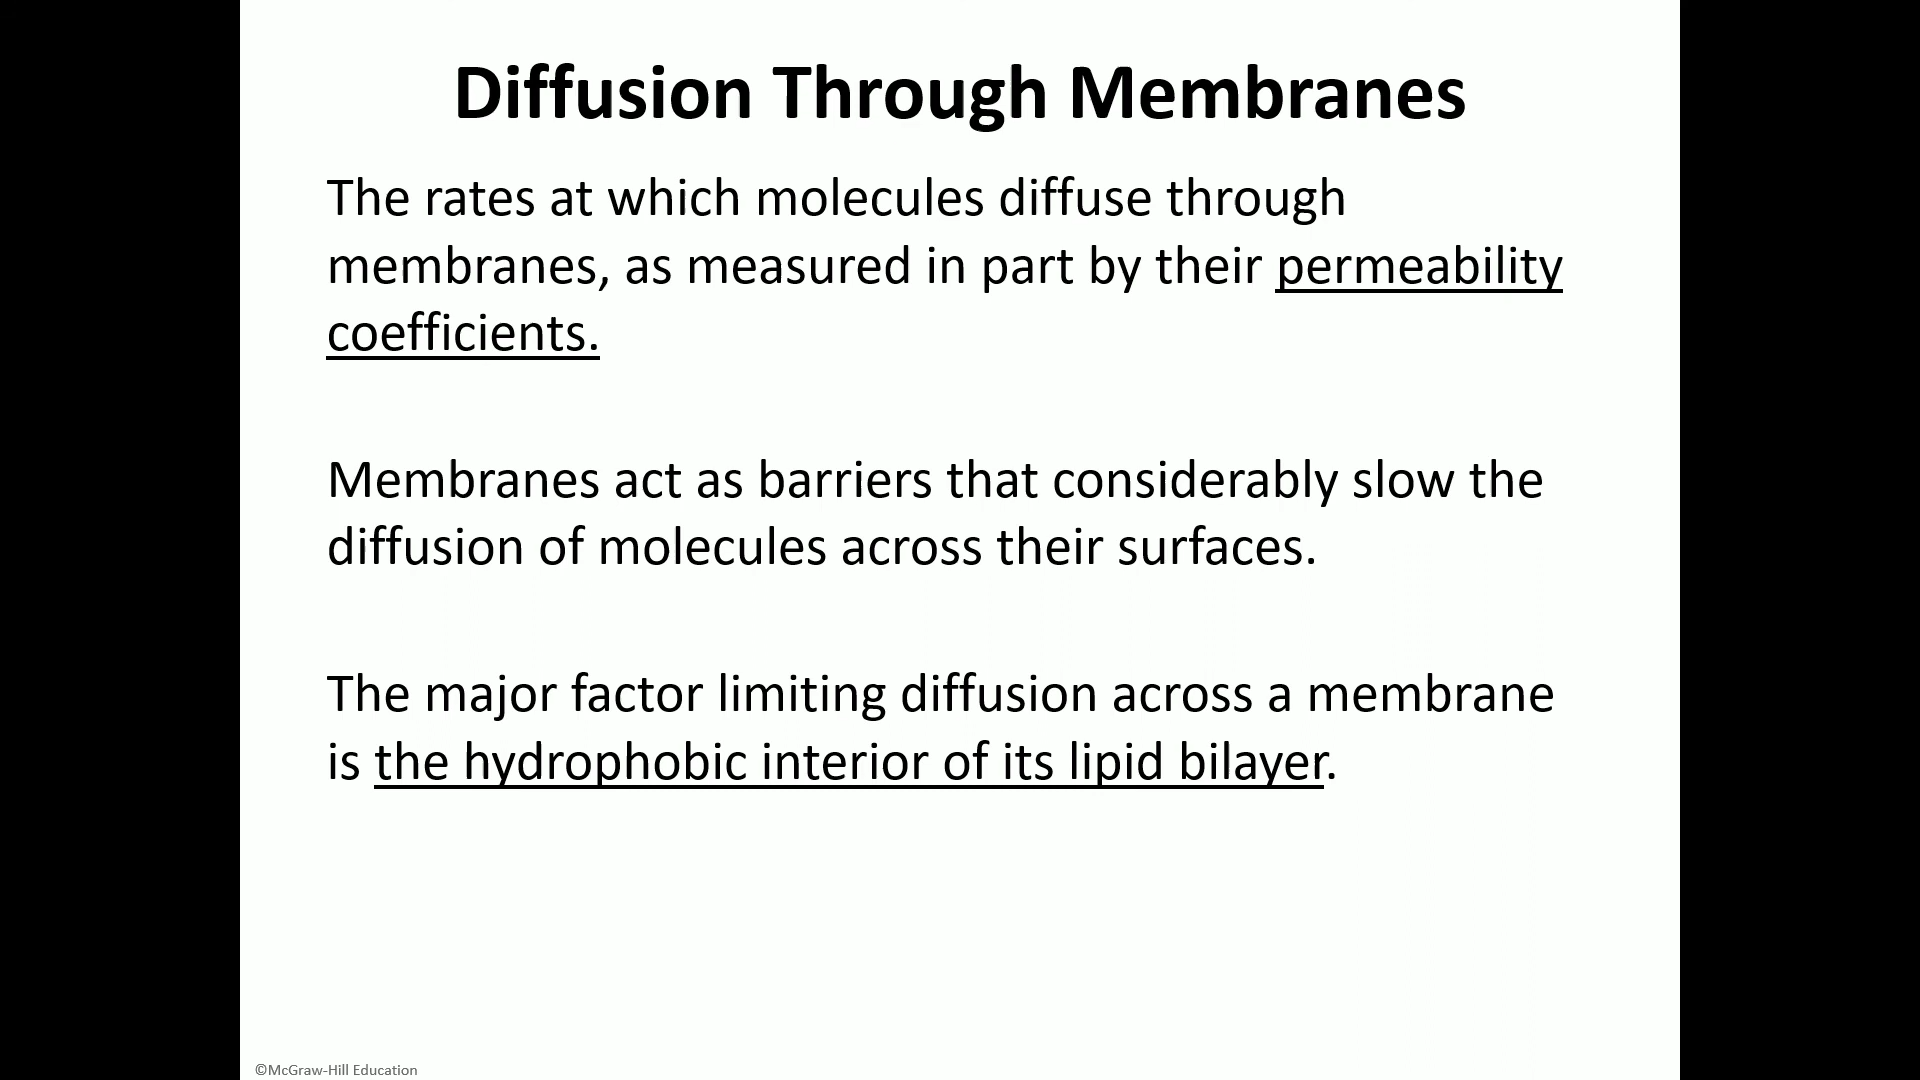 Diffusion Through Membranes
The rates at which molecules diffuse through
membranes, as measured in part by their permeability
coefficients.
Membranes act as barriers that considerably slow the
diffusion of molecules across their surfaces.
The major factor limiting diffusion across a membrane
is the hydrophobic interior of its lipid bilayer.
©McGraw-Hill Education